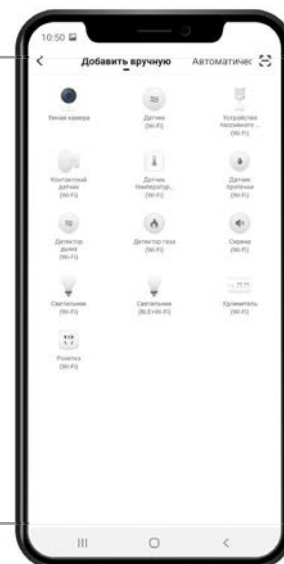 10:50
Добавить вручную Автоматичес
Умная камера
Датчик
(Wi-Fi)
Устройство
пассивного ...
(Wi-Fi)
Контактный
датчик
(Wi-Fi)
Датчик
температур...
(Wi-Fi)
Датчик
протечки
(Wi-Fi)
Детектор
дыма
(Wi-Fi)
Детектор газа
(Wi-Fi)
Сирена
(Wi-Fi)
Светильник
(Wi-Fi)
Светильник
(BLE+Wi-Fi)
Удлинитель
(Wi-Fi)
Розетка
(Wi-Fi)